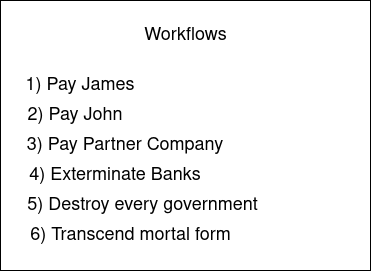 Workflows
1) Pay James
2) Pay John
3) Pay Partner Company
4) Exterminate Banks
5) Destroy every government
6) Transcend mortal form